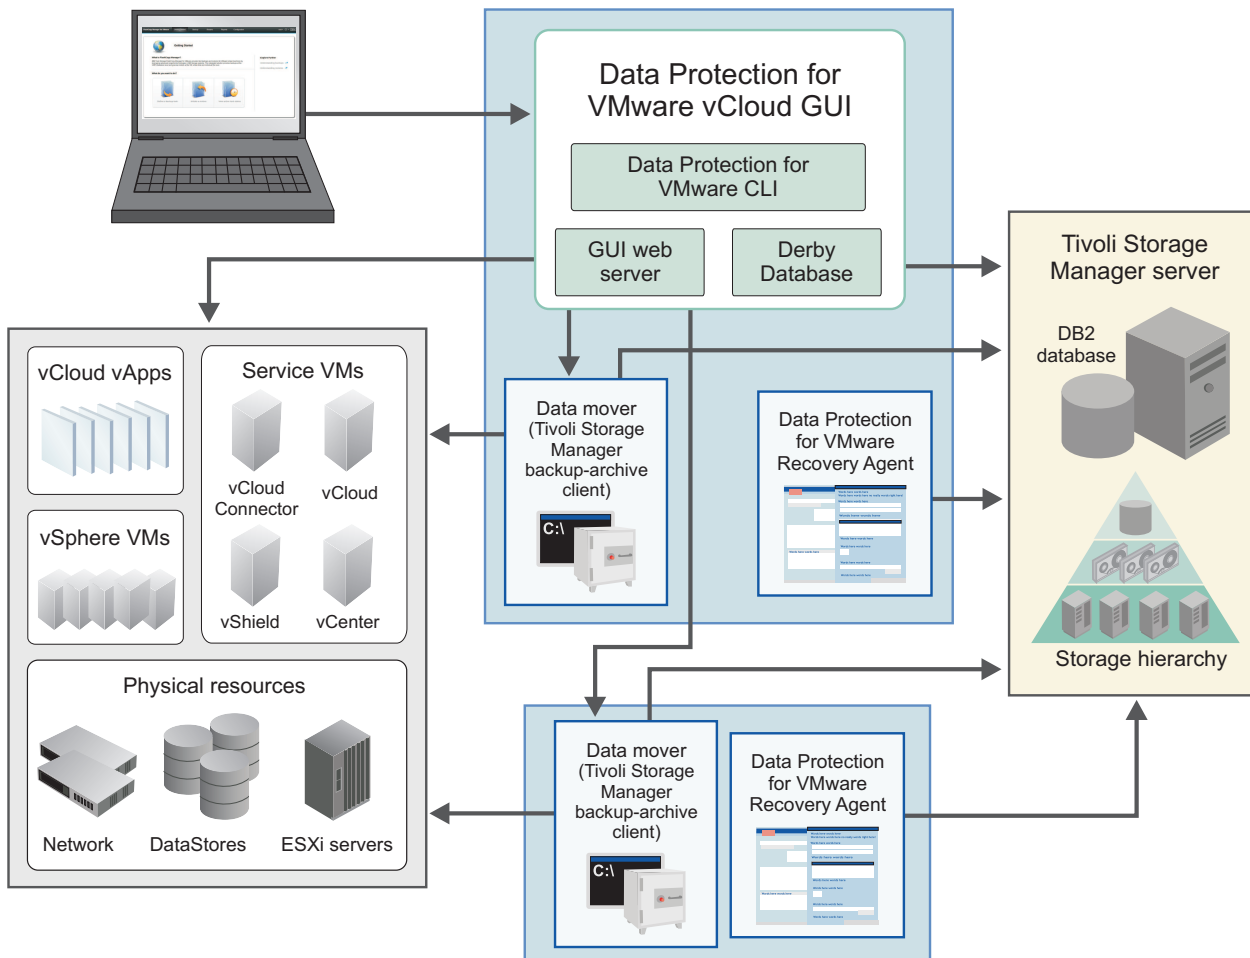 Getting Started
Data Protection for
VMware vCloud GUI
Data Protection for
VMware CLI
GUI web
server
Derby
Database
Tivoli Storage
Manager server
DB2
database
Storage hierarchy
vCloud vApps
Service VMs
vCloud
Connector
vCloud
vShield
vCenter
vSphere VMs
Physical resources
Network
DataStores
ESXi servers
Data mover
(Tivoli Storage
Manager
backup-archive
client)
C:\
Data Protection
for VMware
Recovery Agent
Data mover
(Tivoli Storage
Manager
backup-archive
client)
C:\
Data Protection
for VMware
Recovery Agent